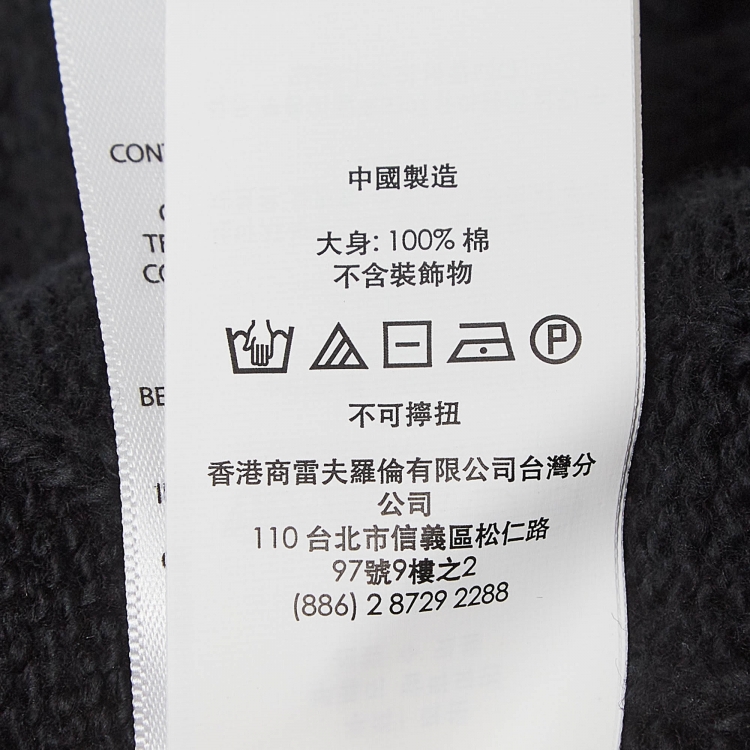 中國製造
大身: 100% 棉
不含裝飾物
P
不可擰扭
香港商雷夫羅倫有限公司台灣分
公司
110 台北市信義區松仁路
97號9樓之2
(886) 2 8729 2288